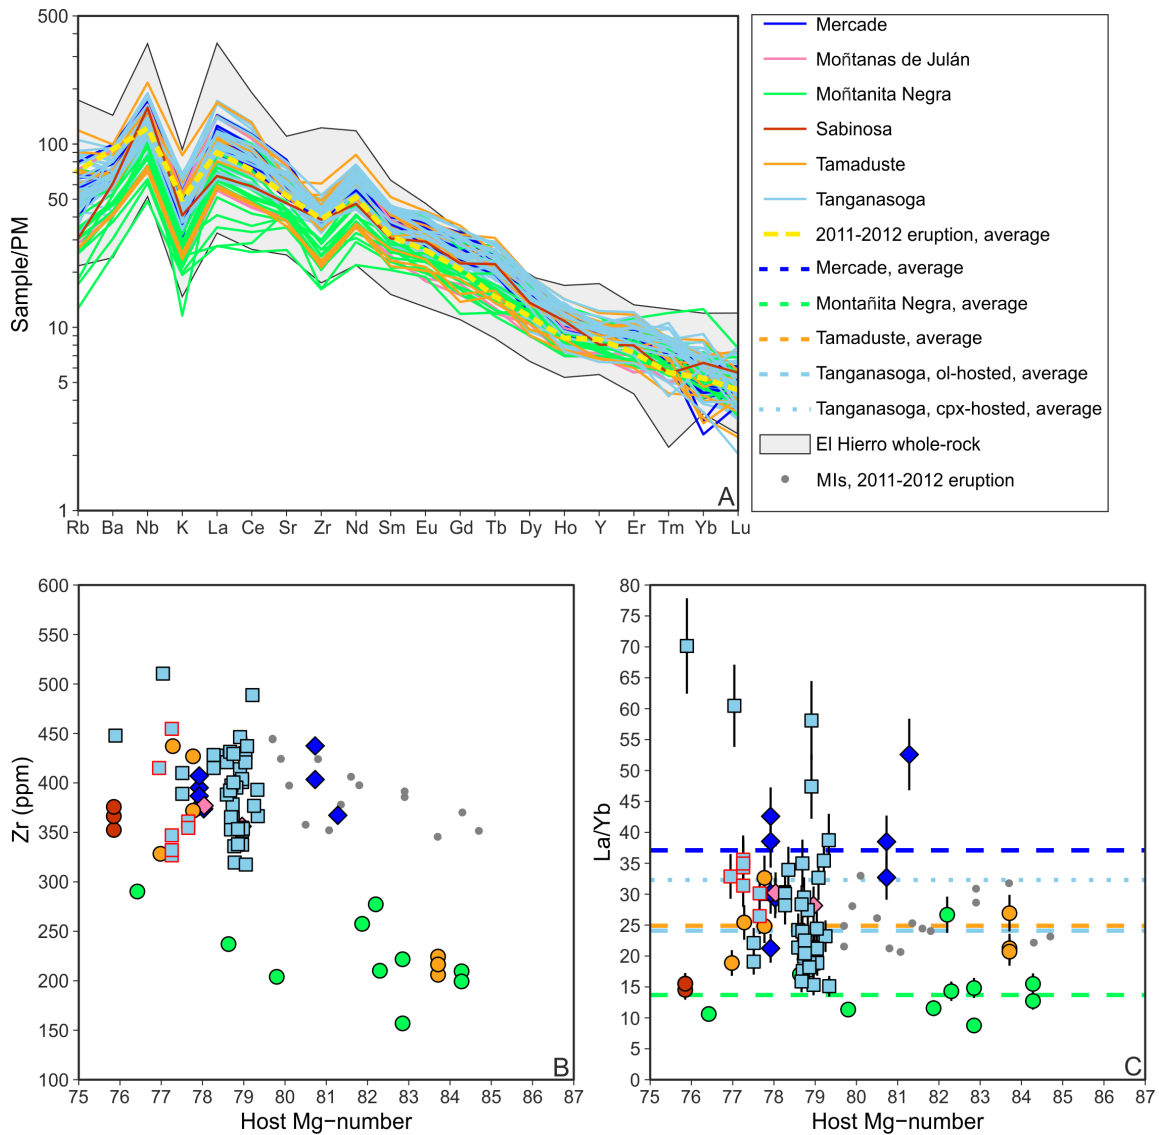 500
100
50
10
5
1
Sample/PM
Rb Ba Nb K La Ce Sr Zr Nd Sm Eu Gd Tb Dy Ho Y Er Tm Yb Lu
A
Mercade
Moñtanas de Julán
Moñtanita Negra
Sabinosa
Tamaduste
Tanganasoga
2011-2012 eruption, average
Mercade, average
Montañita Negra, average
Tamaduste, average
Tanganasoga, ol-hosted, average
Tanganasoga, cpx-hosted, average
El Hierro whole-rock
MIs, 2011-2012 eruption
600
550
500
450
400
350
300
250
200
150
100
Zr (ppm)
75 76 77 78 79 80 81 82 83 84 85 86 87
Host Mg−number
B
80
75
70
65
60
55
50
45
40
35
30
25
20
15
10
5
0
La/Yb
75 76 77 78 79 80 81 82 83 84 85 86 87
Host Mg−number
C